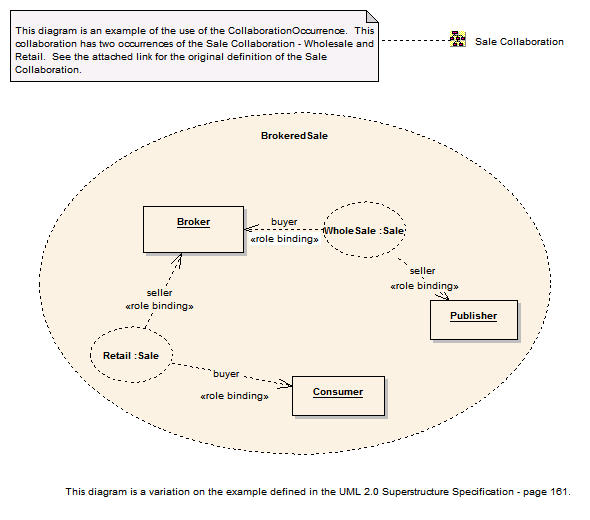 This diagram is an example of the use of the CollaborationOccurrence. This
collaboration has two occurrences of the Sale Collaboration - Wholesale and
Retail. See the attached link for the original definition of the Sale
Collaboration.
Sale Collaboration
BrokeredSale
Broker
buyer
«role binding»
WholeSale :Sale
seller
«role binding»
Publisher
seller
«role binding»
Retail :Sale
buyer
«role binding»
Consumer
This diagram is a variation on the example defined in the UML 2.0 Superstructure Specification - page 161.